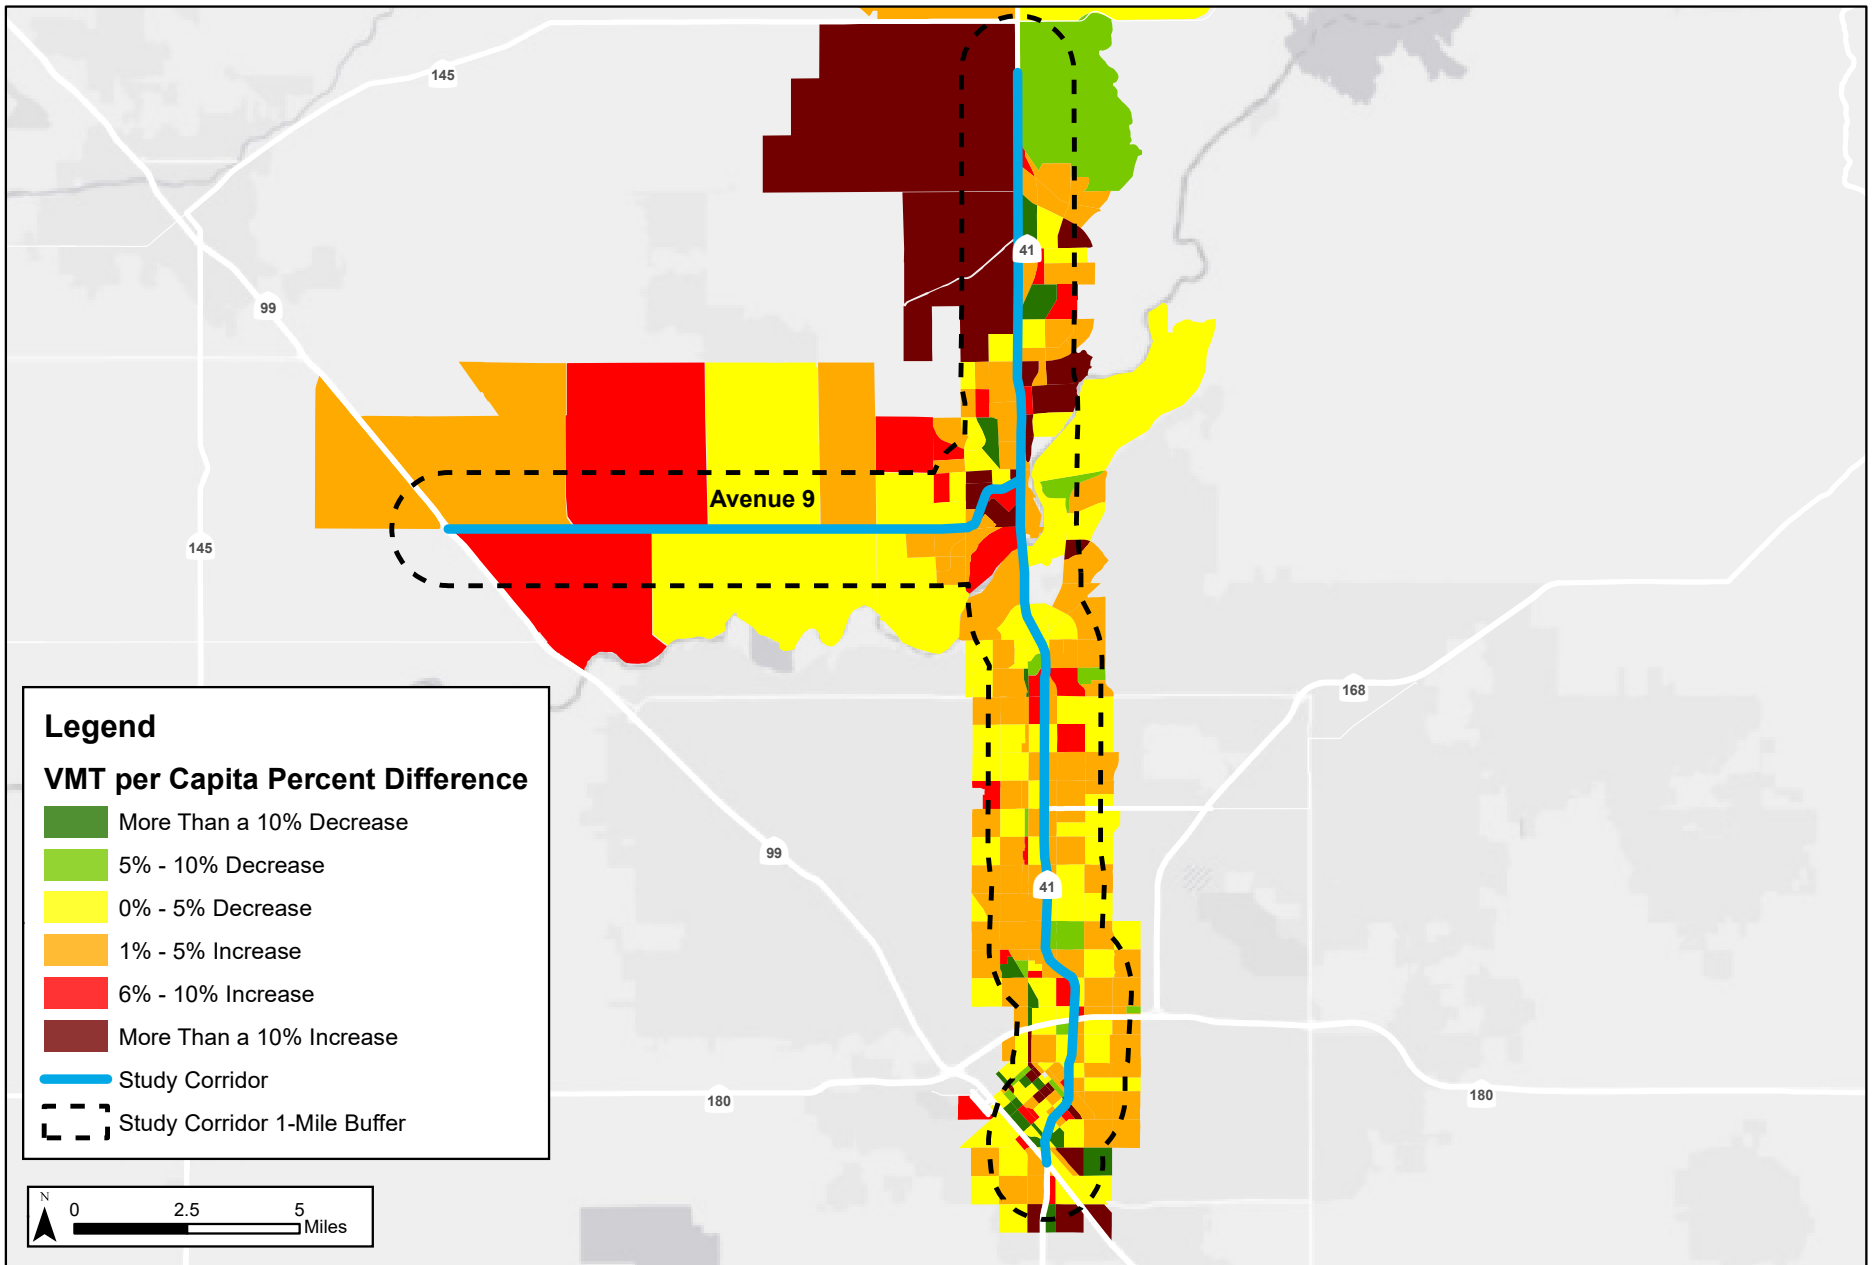 145
99
41
Avenue 9
145
168
Legend
VMT per Capita Percent Difference
More Than a 10% Decrease
5% - 10% Decrease
0% - 5% Decrease
1% - 5% Increase
6% - 10% Increase
More Than a 10% Increase
Study Corridor
Study Corridor 1-Mile Buffer
99
41
180
180
N
0 2.5 5
Miles